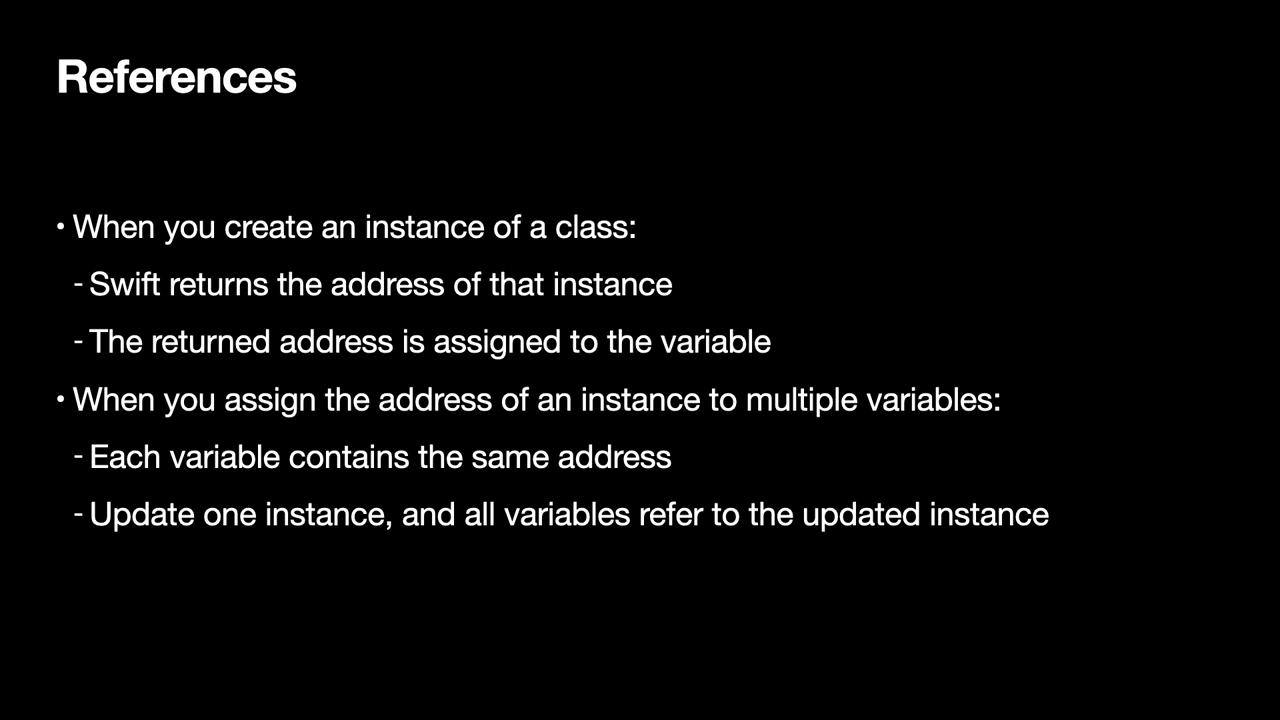 References
• When you create an instance of a class:
- Swift returns the address of that instance
- The returned address is assigned to the variable
• When you assign the address of an instance to multiple variables:
- Each variable contains the same address
- Update one instance, and all variables refer to the updated instance